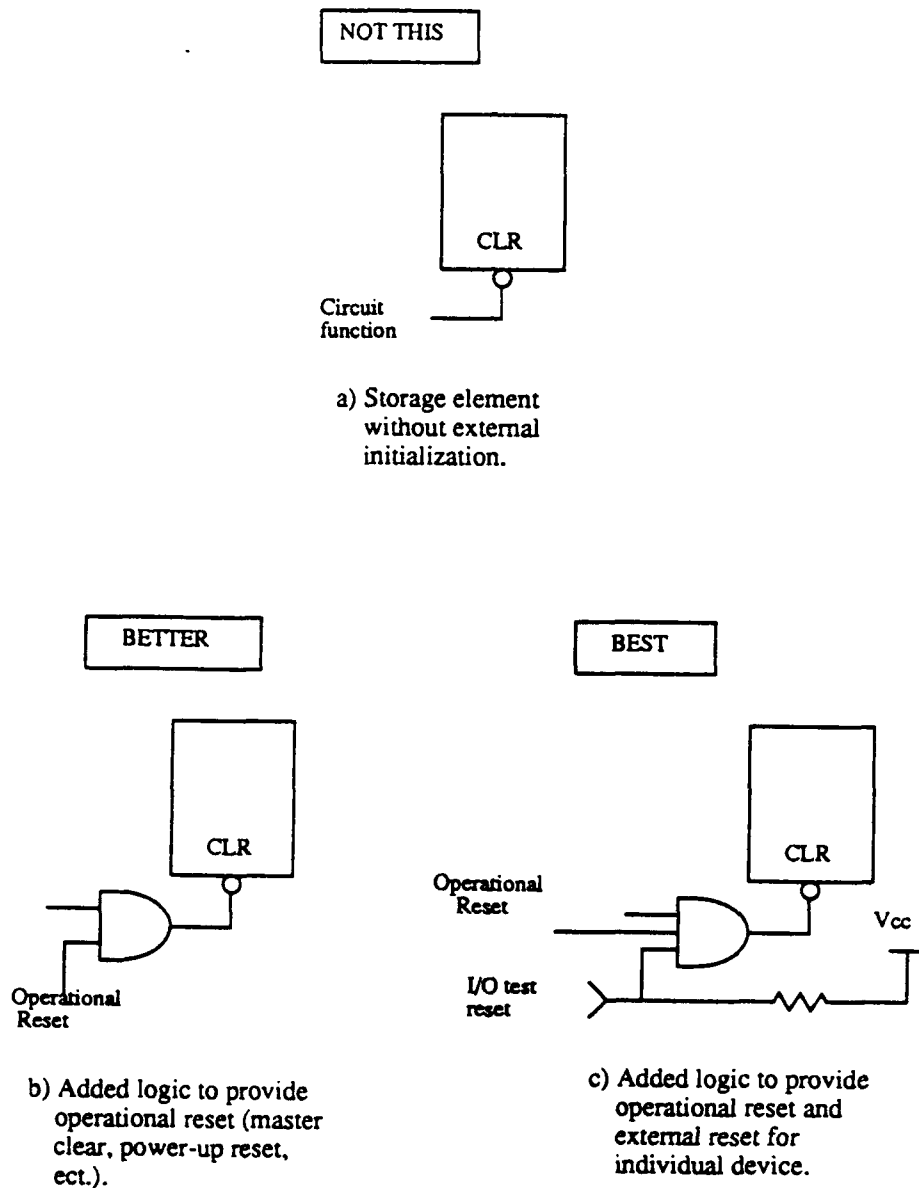 NOT THIS
CLR
Circuit
function
a) Storage element
without external
initialization.
BETTER
CLR
Operational
Reset
b) Added logic to provide
operational reset (master
clear, power-up reset,
ect.).
BEST
CLR
Operational
Reset
Vcc
I/O test
reset
c) Added logic to provide
operational reset and
external reset for
individual device.